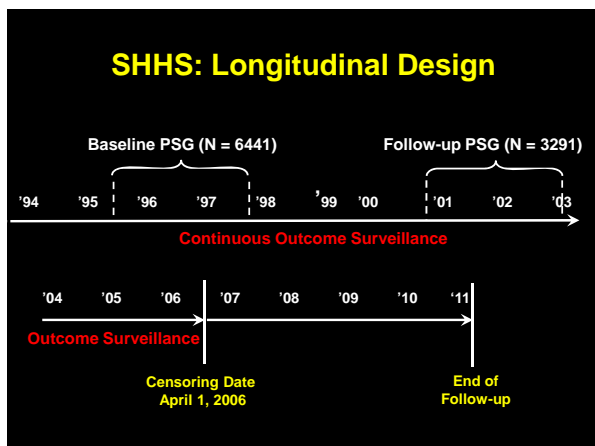 SHHS: Longitudinal Design
Baseline PSG (N = 6441) Follow-up PSG (N = 3291)
’94 ’95 ’96 ’97 ’98 ’99 ’00 ’01 ’02 ’03
Continuous Outcome Surveillance
’04 ’05 ’06 ’07 ’08 ’09 ’10 ‘11
Outcome Surveillance
Censoring Date
April 1, 2006
End of
Follow-up